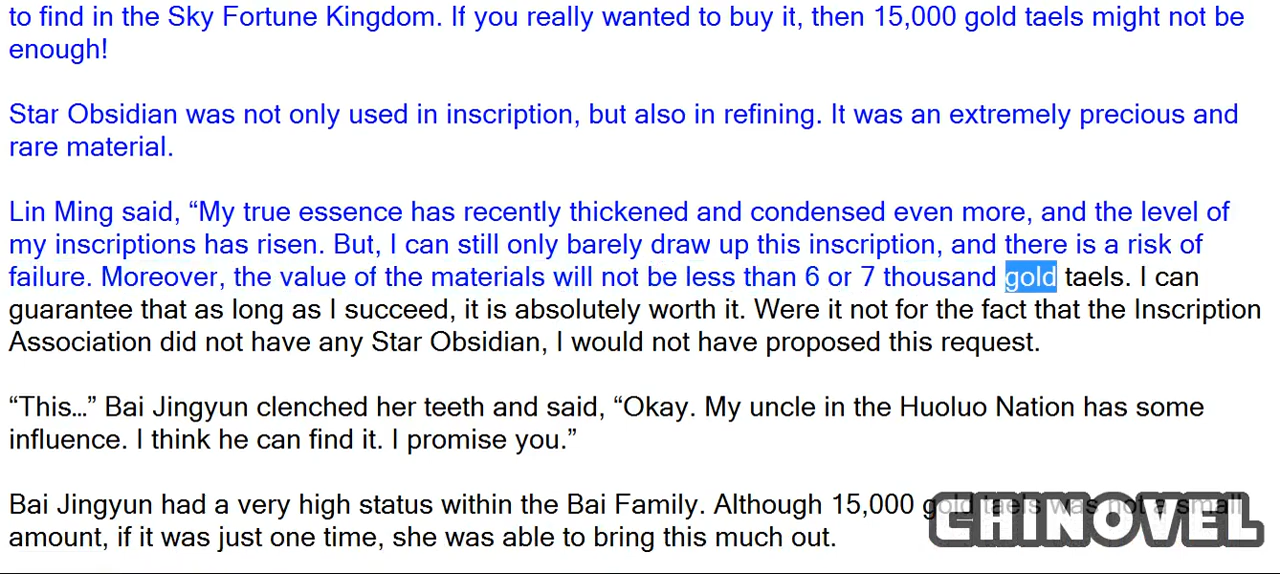 to find in the Sky Fortune Kingdom. If you really wanted to buy it, then 15,000 gold taels might not be
enough!
Star Obsidian was not only used in inscription, but also in refining. It was an extremely precious and
rare material.
Lin Ming said, “My true essence has recently thickened and condensed even more, and the level of
my inscriptions has risen. But, I can still only barely draw up this inscription, and there is a risk of
failure. Moreover, the value of the materials will not be less than 6 or 7 thousand gold taels. I can
guarantee that as long as I succeed, it is absolutely worth it. Were it not for the fact that the Inscription
Association did not have any Star Obsidian, I would not have proposed this request.
“This…” Bai Jingyun clenched her teeth and said, “Okay. My uncle in the Huoluo Nation has some
influence. I think he can find it. I promise you.”
Bai Jingyun had a very high status within the Bai Family. Although 15,000 gold taels was not a small
amount, if it was just one time, she was able to bring this much out.
CHINOVEL